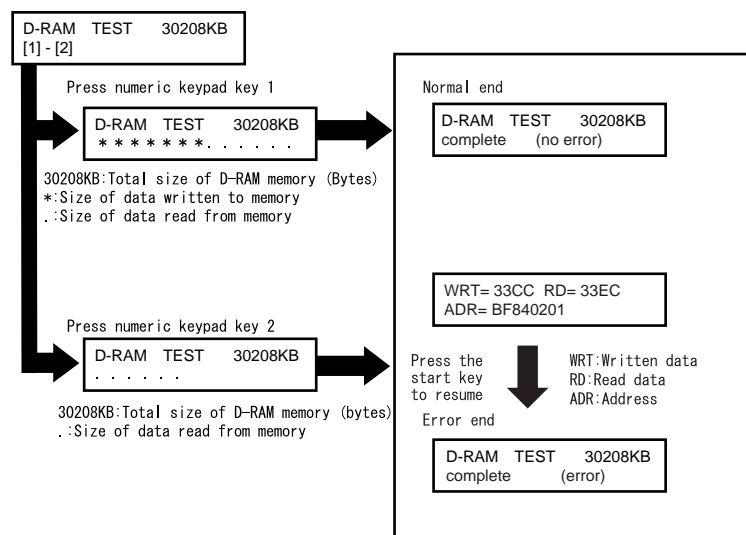 D-RAM TEST 30208KB
[1] - [2]
Press numeric keypad key 1
D-RAM TEST 30208KB
* * * * * * * . . . . . .
30208KB:Total size of D-RAM memory (Bytes)
*:Size of data written to memory
.:Size of data read from memory
Press numeric keypad key 2
D-RAM TEST 30208KB
. . . . . .
30208KB:Total size of D-RAM memory (bytes)
.:Size of data read from memory
Normal end
D-RAM TEST 30208KB
complete (no error)
WRT= 33CC RD= 33EC
ADR= BF840201
Press the
start key
to resume
WRT:Written data
RD:Read data
ADR:Address
Error end
D-RAM TEST 30208KB
complete (error)